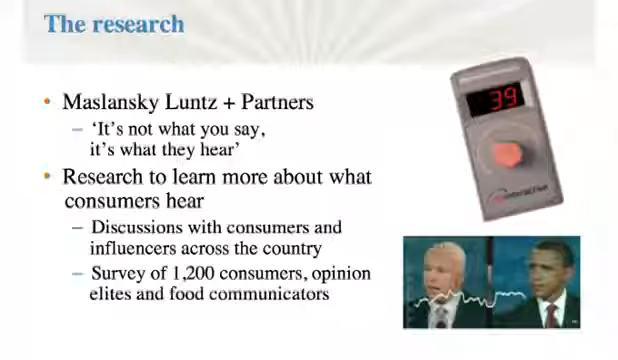 The research
• Maslansky Luntz + Partners
– ‘It's not what you say,
it's what they hear’
• Research to learn more about what
consumers hear
– Discussions with consumers and
influencers across the country
– Survey of 1,200 consumers, opinion
elites and food communicators
39